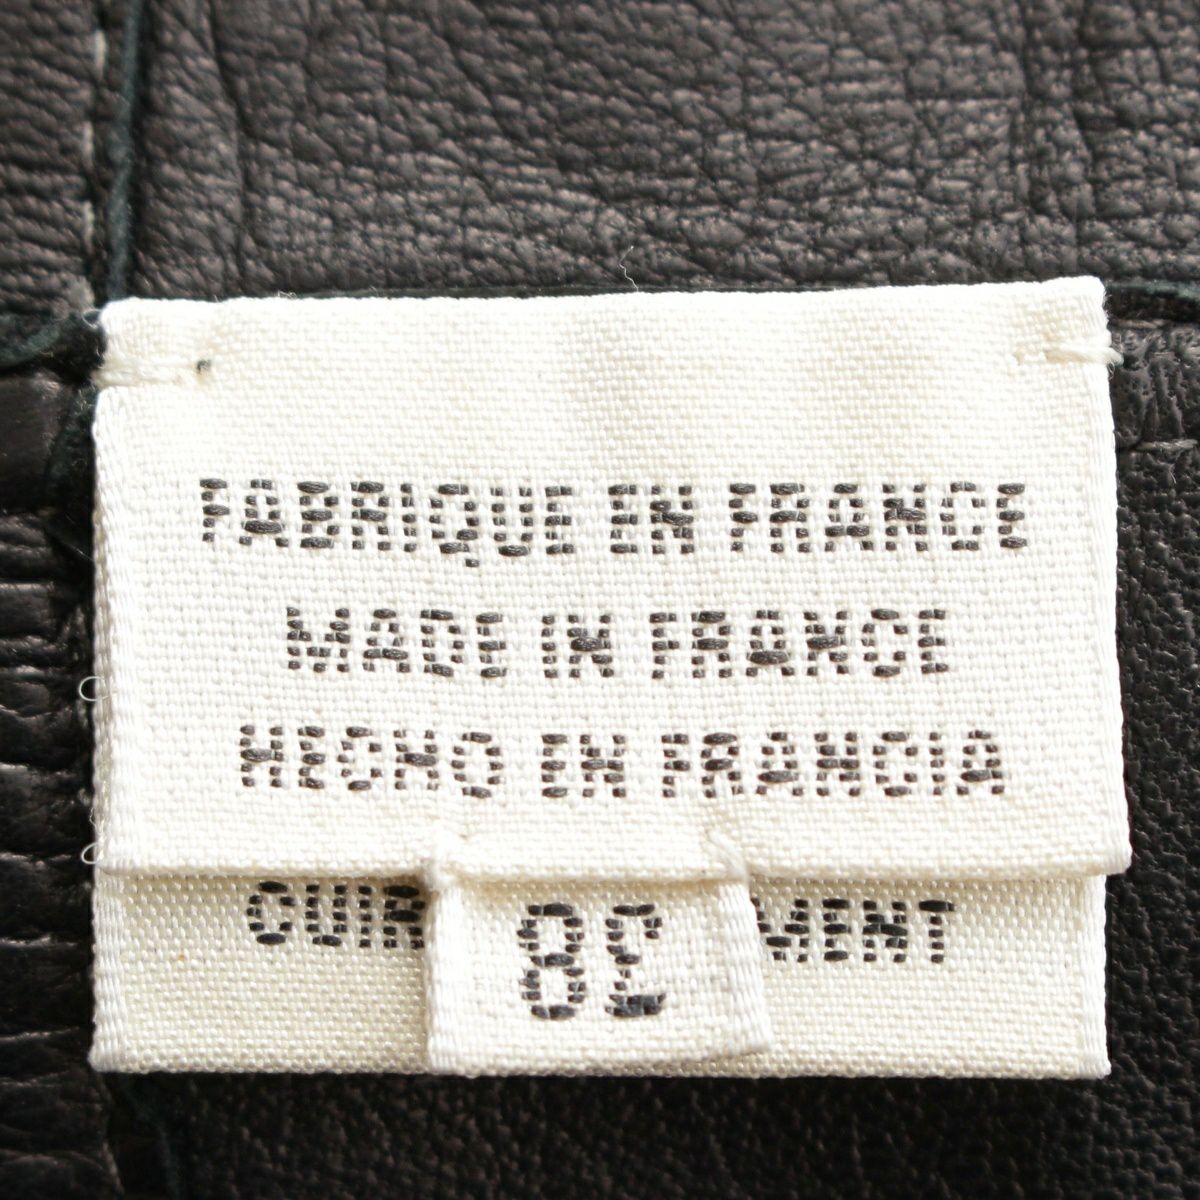 FABRIQUE EN FRANCE
MADE IN FRANCE
HECHO EN FRANCIA
CUIR MENT
38